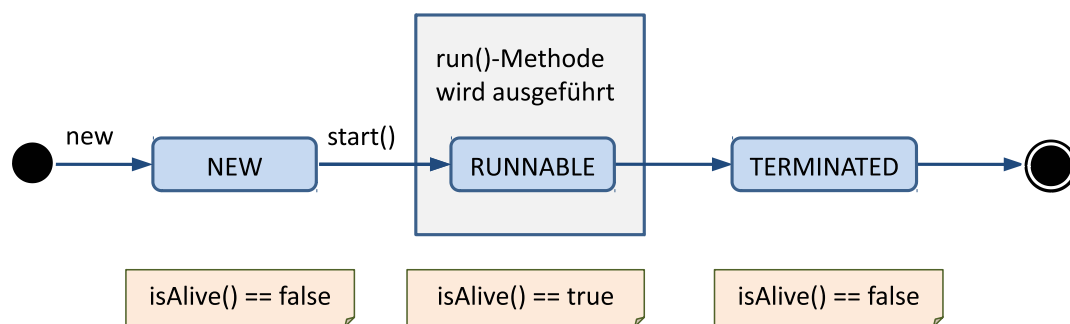 run()-Methode
wird ausgeführt
new
start()
NEW
RUNNABLE
TERMINATED
isAlive() == false
isAlive() == true
isAlive() == false